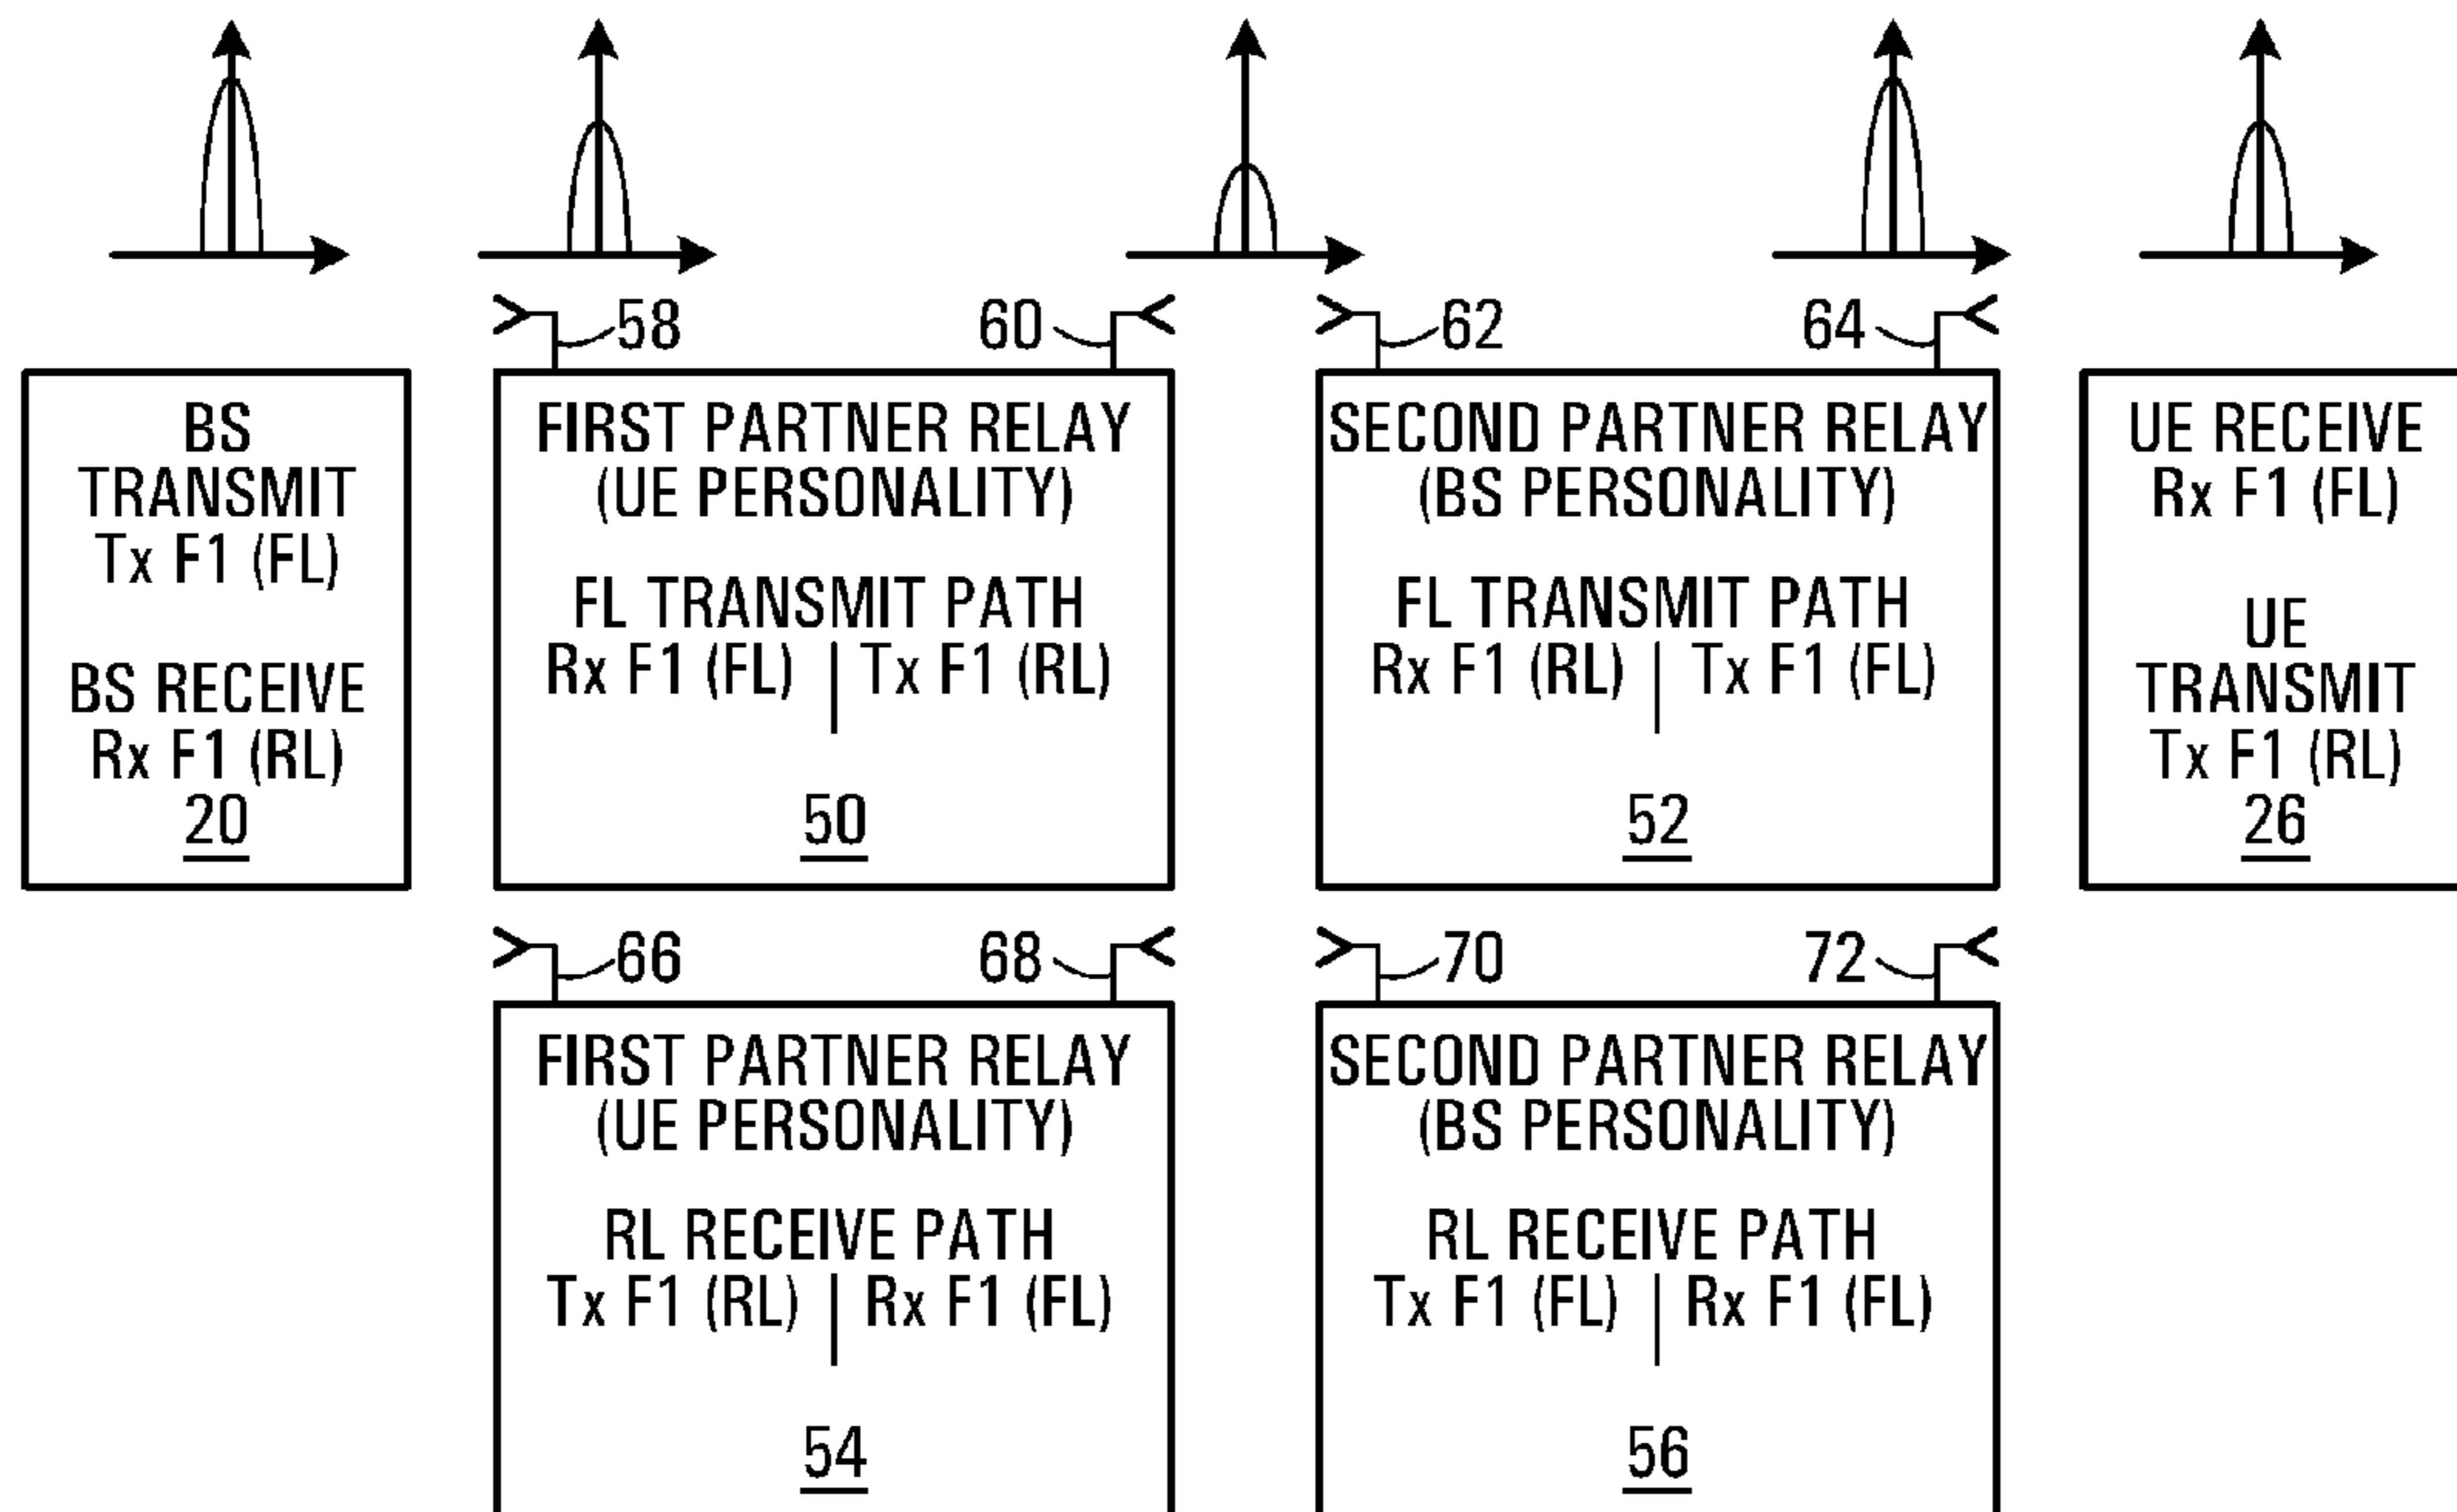 58
60
62
64
BS
TRANSMIT
Tx F1 (FL)
BS RECEIVE
Rx F1 (RL)
20
FIRST PARTNER RELAY
(UE PERSONALITY)
FL TRANSMIT PATH
Rx F1 (FL) | Tx F1 (RL)
50
SECOND PARTNER RELAY
(BS PERSONALITY)
FL TRANSMIT PATH
Rx F1 (RL) | Tx F1 (FL)
52
UE RECEIVE
Rx F1 (FL)
UE
TRANSMIT
Tx F1 (RL)
26
66
68
70
72
FIRST PARTNER RELAY
(UE PERSONALITY)
RL RECEIVE PATH
Tx F1 (RL) | Rx F1 (FL)
54
SECOND PARTNER RELAY
(BS PERSONALITY)
RL RECEIVE PATH
Tx F1 (FL) | Rx F1 (FL)
56